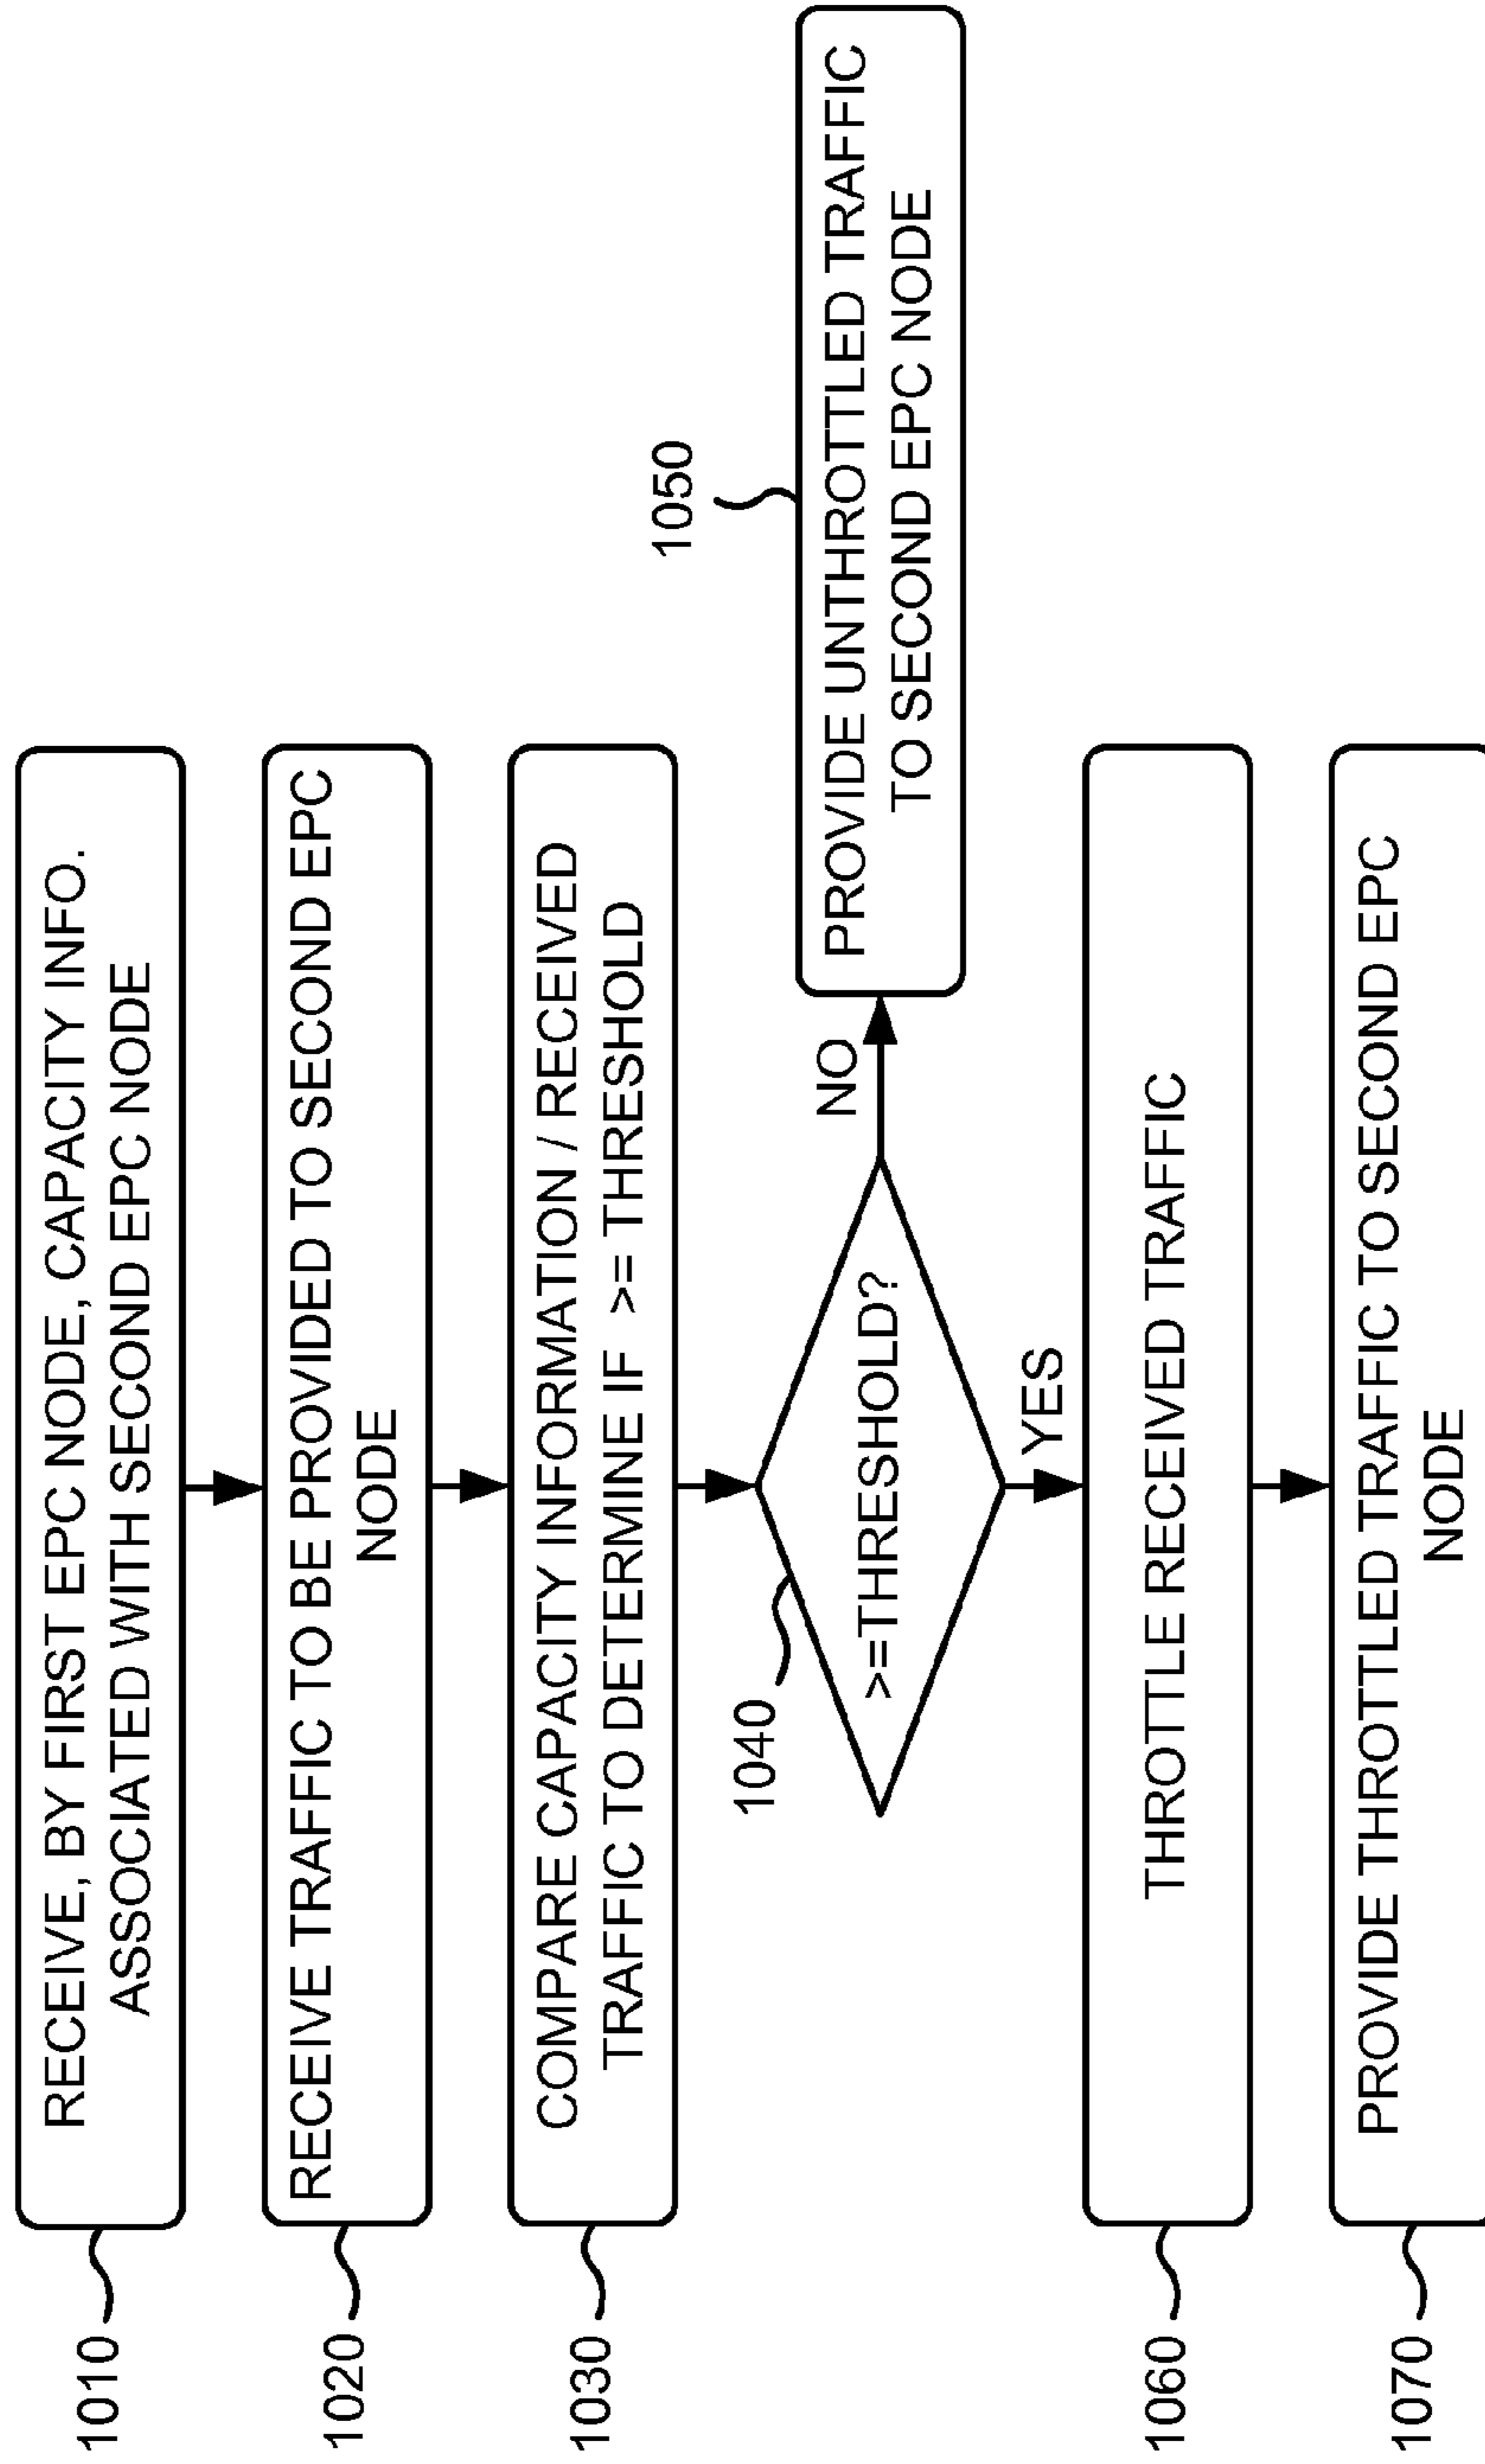 1010
RECEIVE, BY FIRST EPC NODE, CAPACITY INFO.
ASSOCIATED WITH SECOND EPC NODE
1020
RECEIVE TRAFFIC TO BE PROVIDED TO SECOND EPC
NODE
1030
COMPARE CAPACITY INFORMATION / RECEIVED
TRAFFIC TO DETERMINE IF >= THRESHOLD
1040
>=THRESHOLD?
NO
1050
PROVIDE UNTHROTTLED TRAFFIC
TO SECOND EPC NODE
YES
1060
THROTTLE RECEIVED TRAFFIC
1070
PROVIDE THROTTLED TRAFFIC TO SECOND EPC
NODE